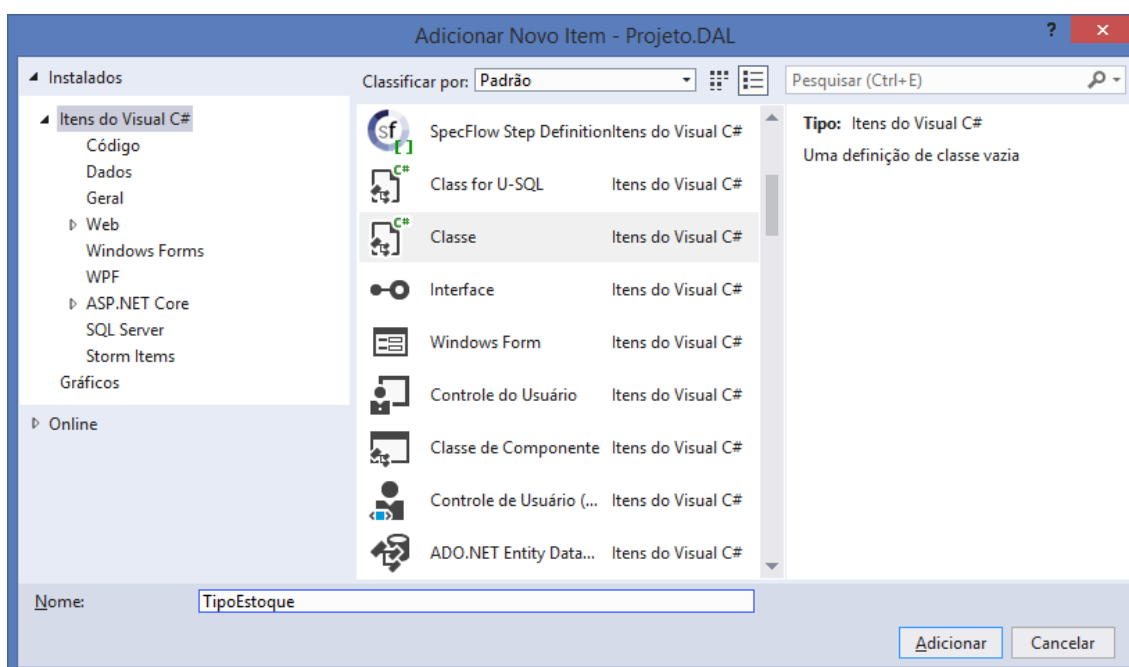 Adicionar Novo Item - Projeto.DAL
?
×
Instalados
Itens do Visual C#
Código
Dados
Geral
Web
Windows Forms
WPF
ASP.NET Core
SQL Server
Storm Items
Gráficos
Online
Classificar por: Padrão
sf
[ ]
SpecFlow Step DefinitionItens do Visual C#
C#
Class for U-SQL Itens do Visual C#
C#
Classe Itens do Visual C#
Interface Itens do Visual C#
Windows Form Itens do Visual C#
Controle do Usuário Itens do Visual C#
Classe de Componente Itens do Visual C#
Controle de Usuário (... Itens do Visual C#
ADO.NET Entity Data... Itens do Visual C#
Pesquisar (Ctrl+E)
Tipo: Itens do Visual C#
Uma definição de classe vazia
Nome: TipoEstoque
Adicionar
Cancelar